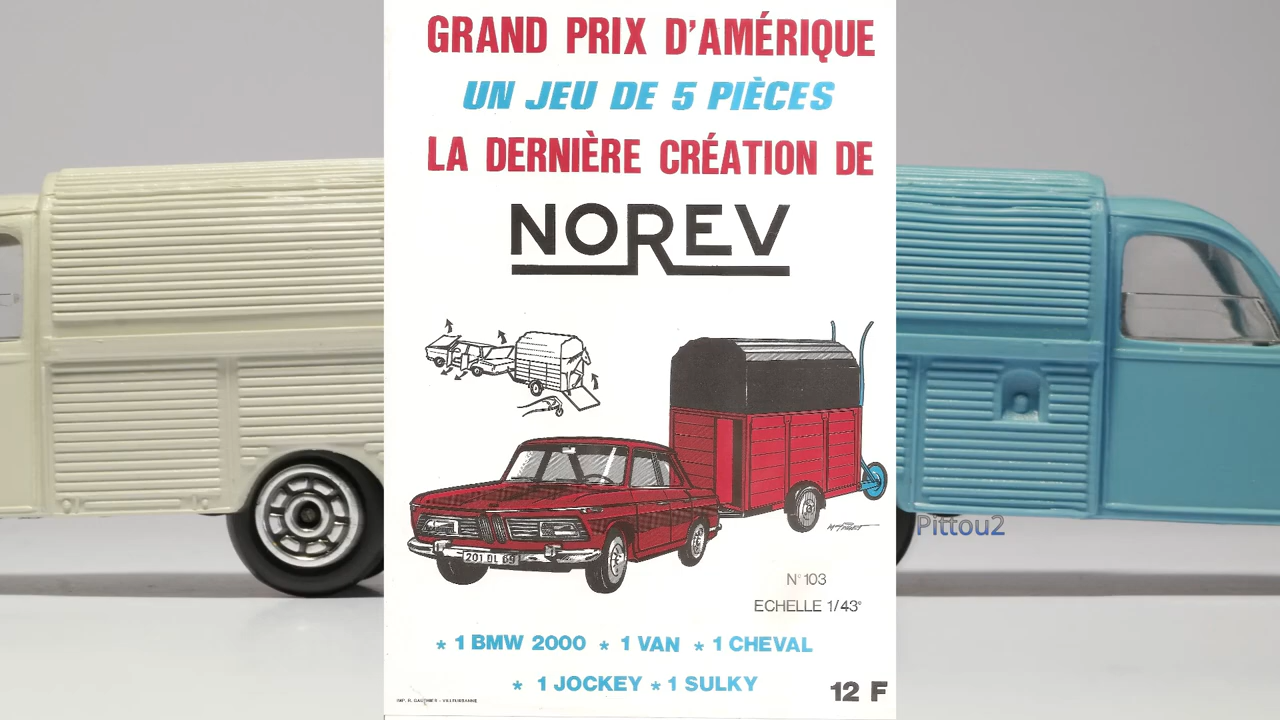 GRAND PRIX D'AMÉRIQUE
UN JEU DE 5 PIÈCES
LA DERNIÈRE CRÉATION DE
NOREV
201 DL 69
N° 103
ECHELLE 1/43°
* 1 BMW 2000 * 1 VAN * 1 CHEVAL
* 1 JOCKEY * 1 SULKY
12 F
Pittou2